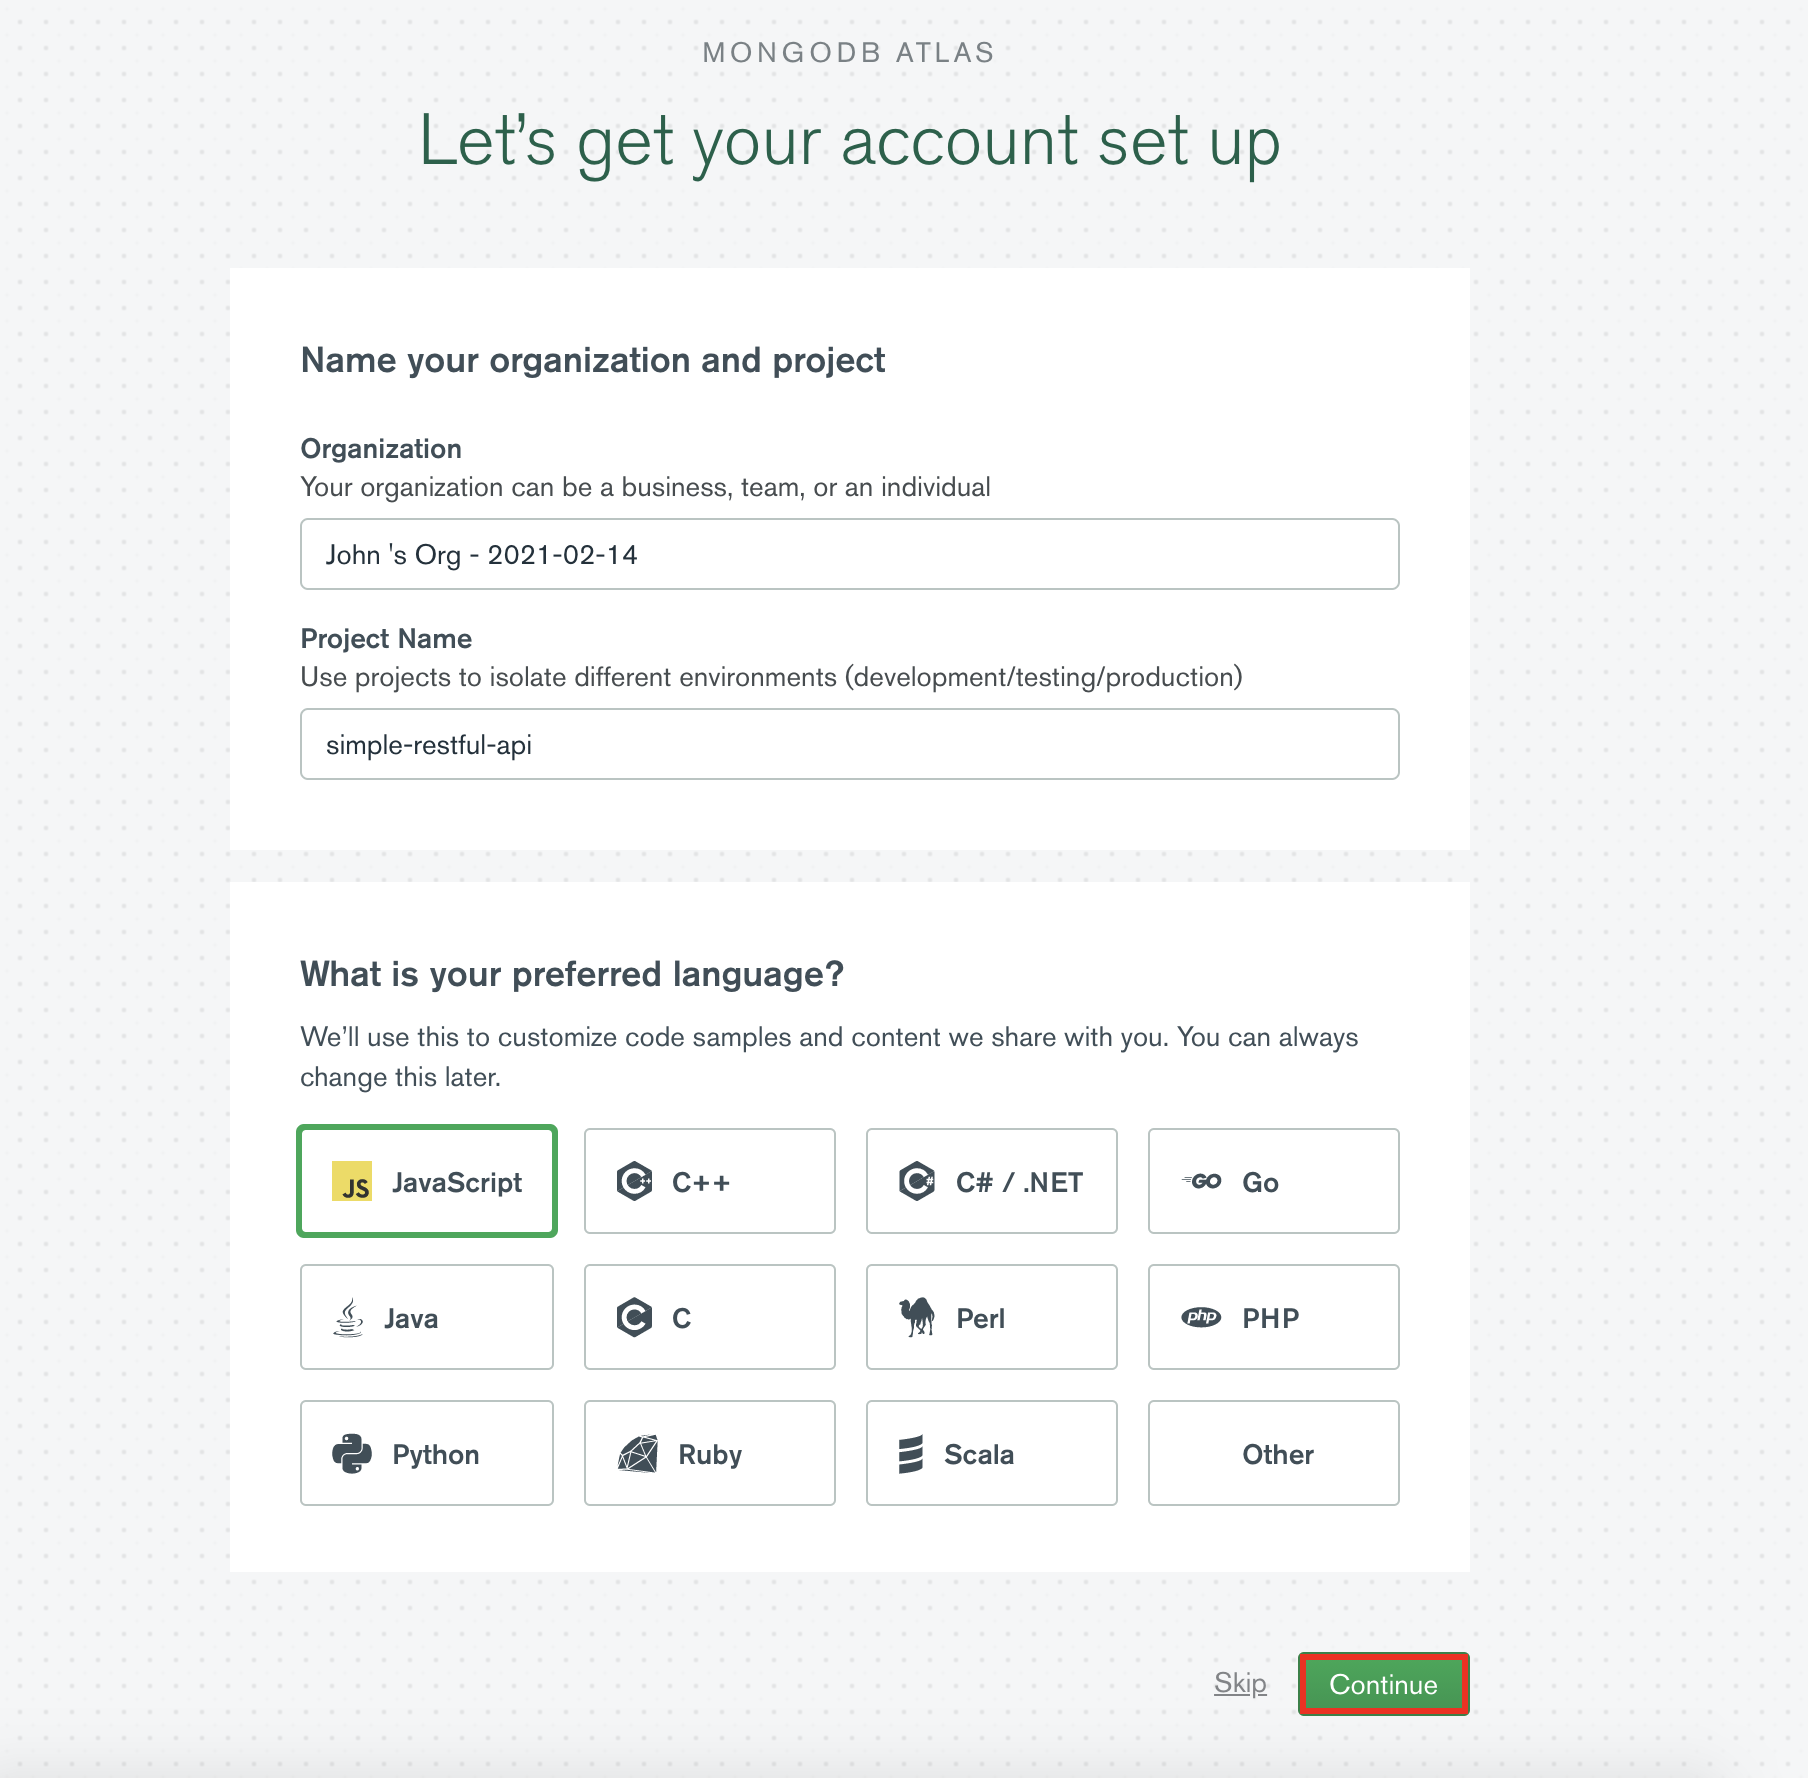 MONGODB ATLAS
Let’s get your account set up
Name your organization and project
Organization
Your organization can be a business, team, or an individual
John 's Org - 2021-02-14
Project Name
Use projects to isolate different environments (development/testing/production)
simple-restful-api
What is your preferred language?
We’ll use this to customize code samples and content we share with you. You can always
change this later.
JS JavaScript
C++ C++
C# C# / .NET
GO Go
Java
C C
Perl
php PHP
Python
Ruby
Scala
Other
Skip
Continue